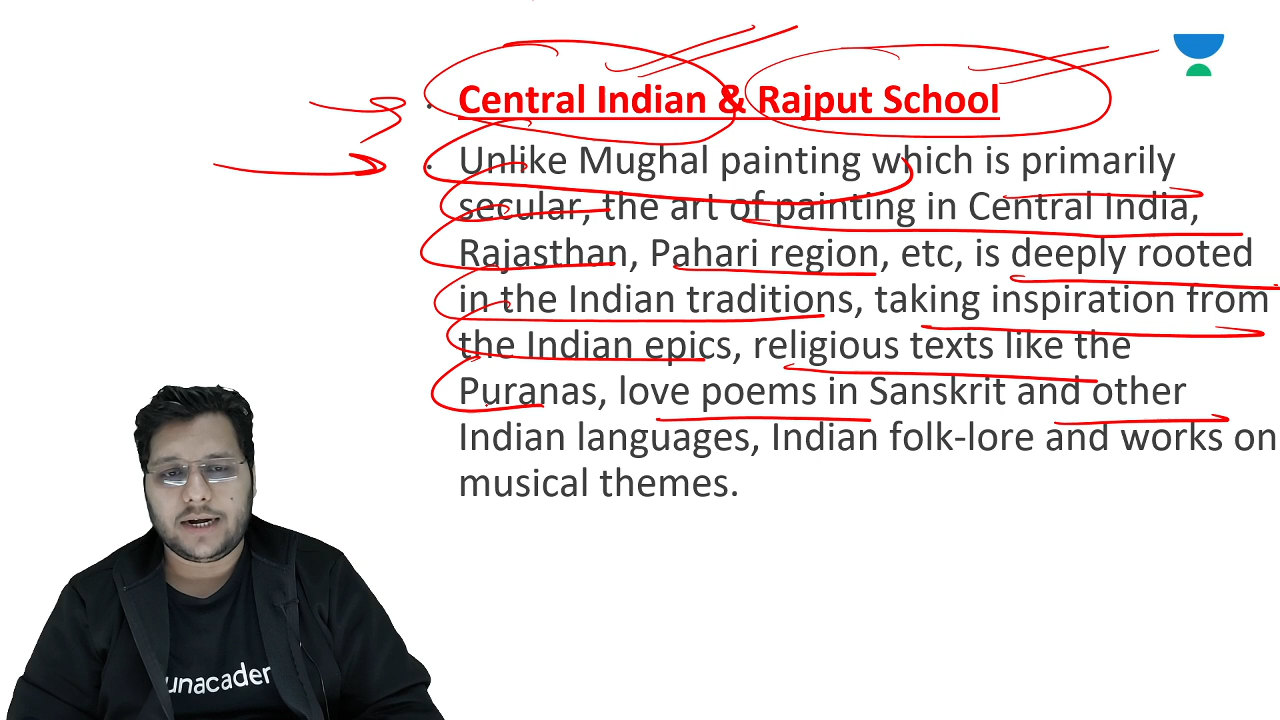 Central Indian & Rajput School
Unlike Mughal painting which is primarily
secular, the art of painting in Central India,
Rajasthan, Pahari region, etc, is deeply rooted
in the Indian traditions, taking inspiration from
the Indian epics, religious texts like the
Puranas, love poems in Sanskrit and other
Indian languages, Indian folk-lore and works on
musical themes.
unacadem